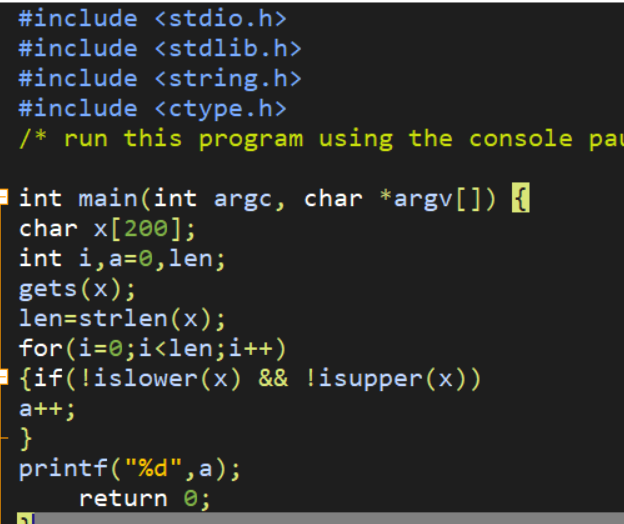 #include <stdio.h>
#include <stdlib.h>
#include <string.h>
#include <ctype.h>
/* run this program using the console
int main(int argc, char *argv[]) {
char x[200];
int i,a=0,len;
gets(x);
len=strlen(x);
for(i=0;i<len;i++)
{if(!islower(x) && !isupper(x))
a++;
}
printf("%d",a);
return 0;
}